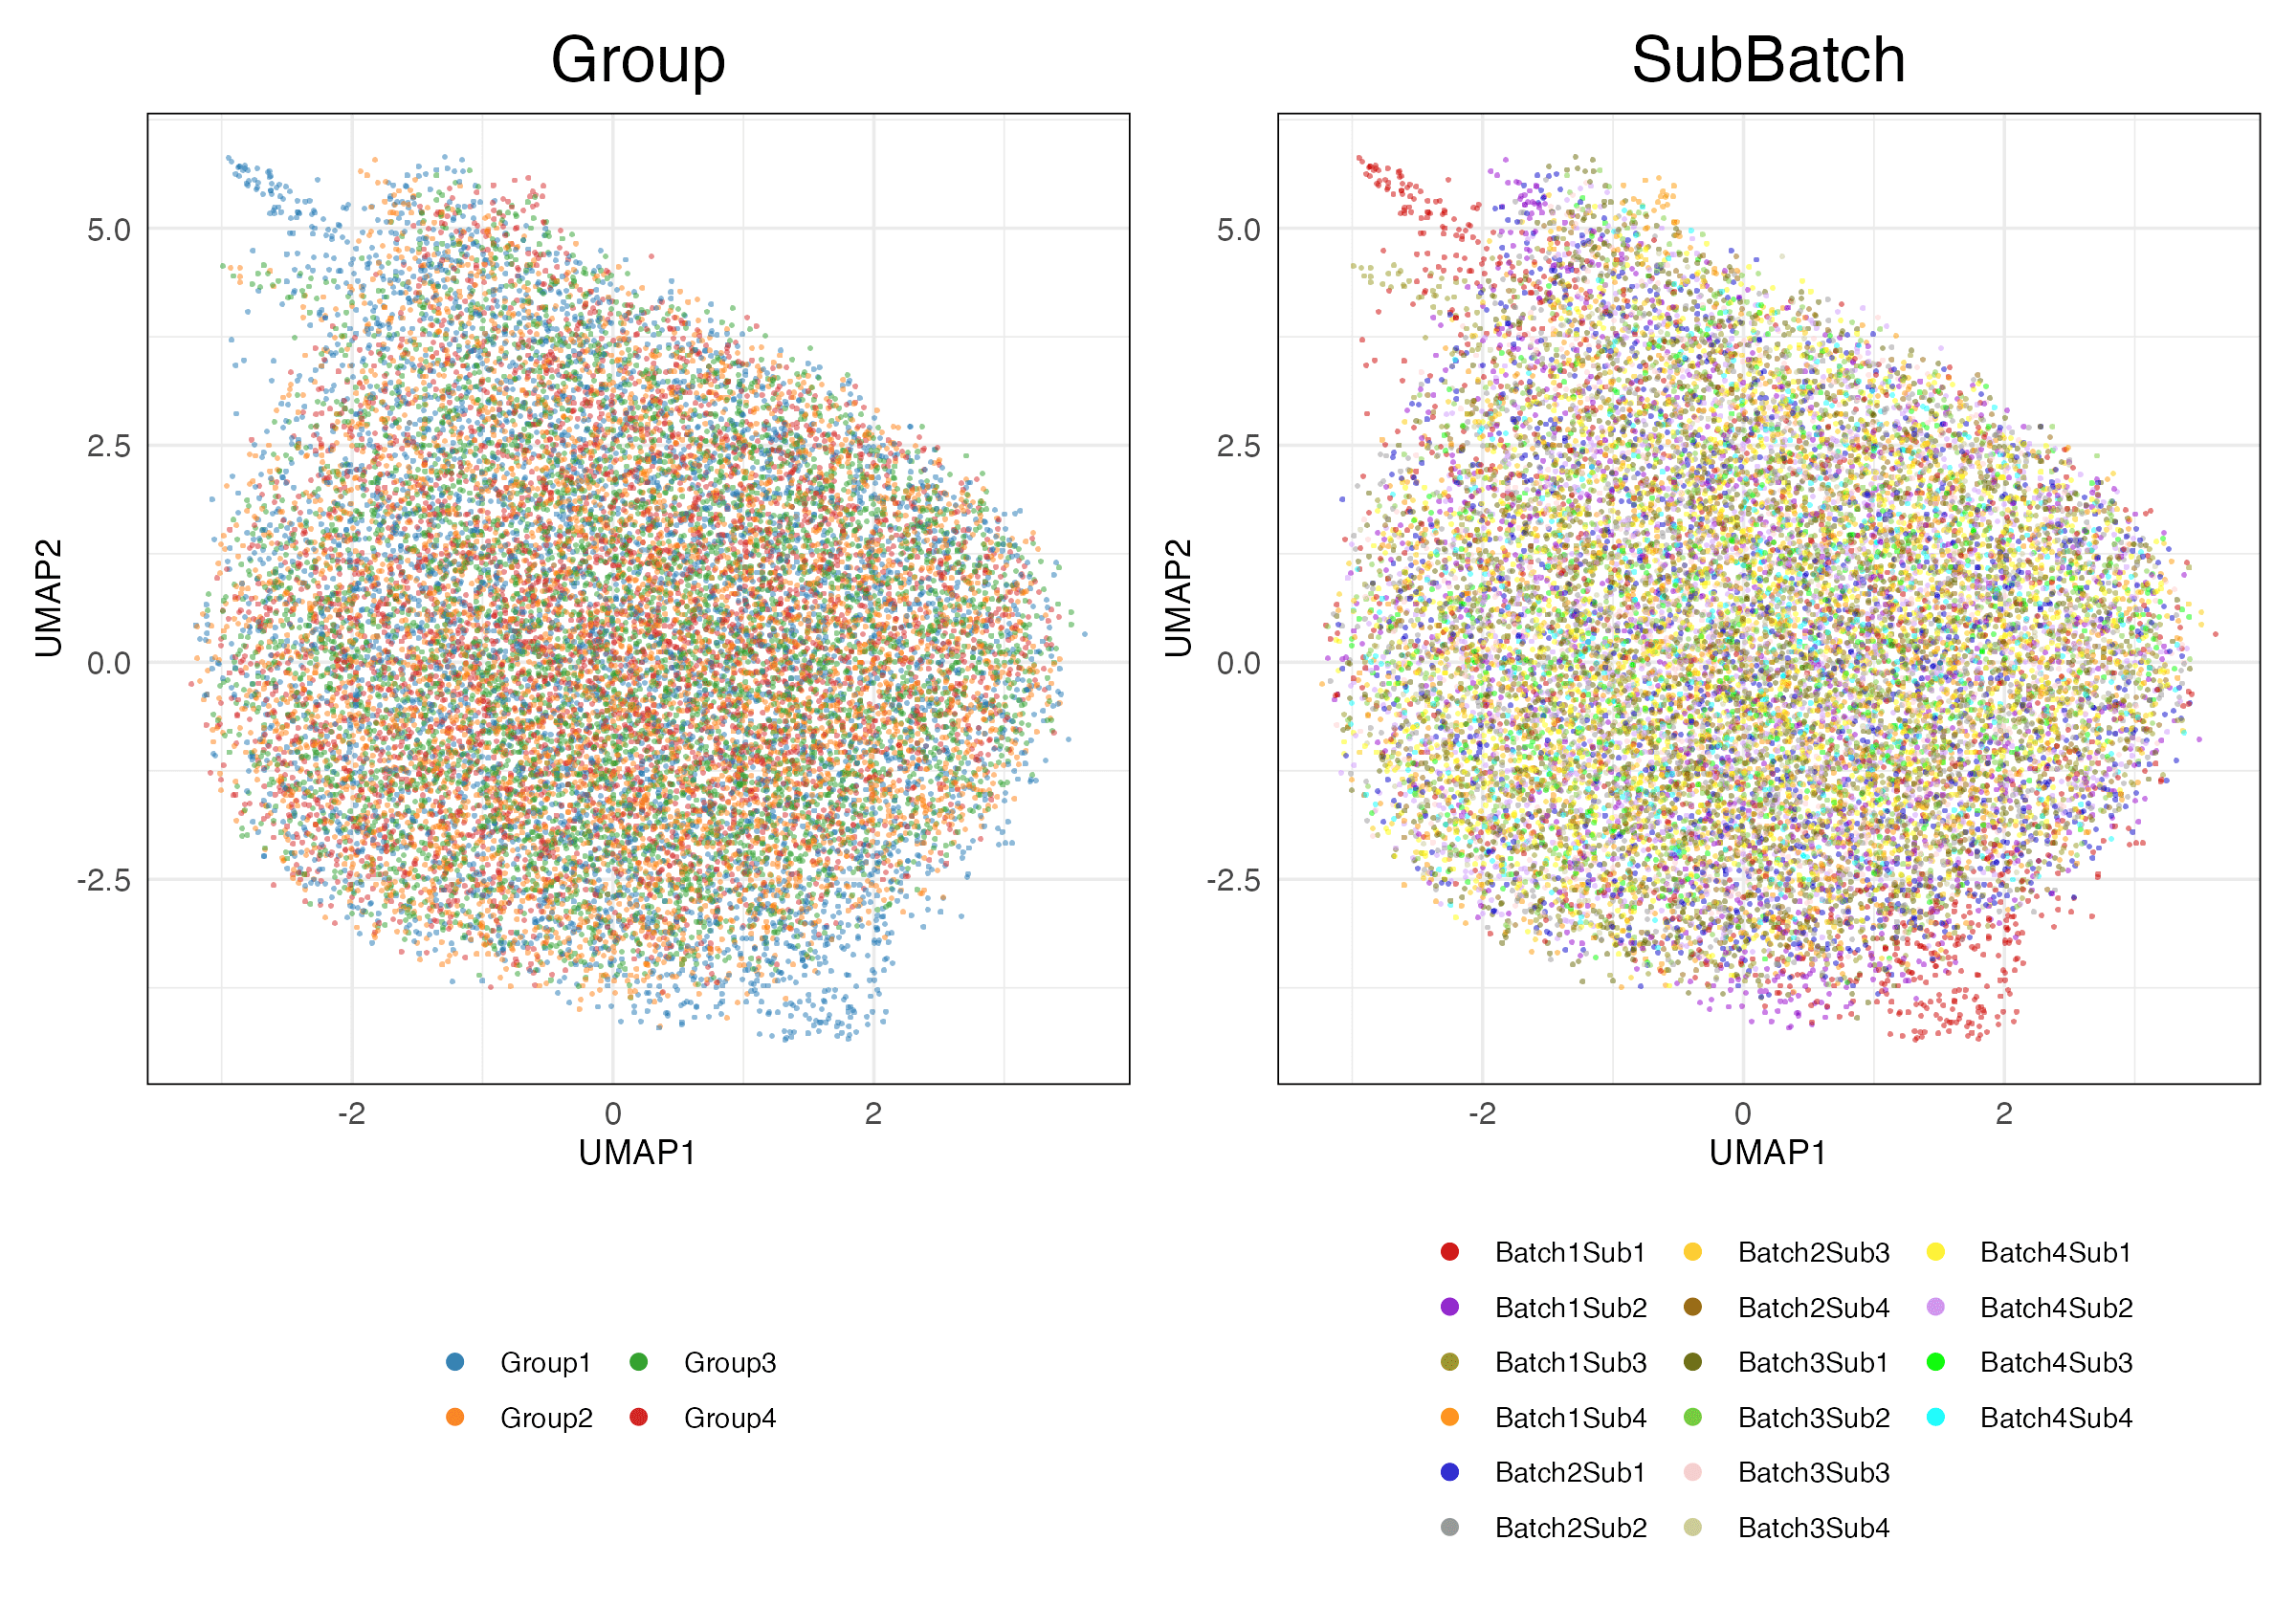 Group
SubBatch
5.0
2.5
0.0
-2.5
UMAP2
-2
0
2
UMAP1
5.0
2.5
0.0
-2.5
UMAP2
-2
0
2
UMAP1
Group1
Group3
Group2
Group4
Batch1Sub1
Batch2Sub3
Batch4Sub1
Batch1Sub2
Batch2Sub4
Batch4Sub2
Batch1Sub3
Batch3Sub1
Batch4Sub3
Batch1Sub4
Batch3Sub2
Batch4Sub4
Batch2Sub1
Batch3Sub3
Batch2Sub2
Batch3Sub4